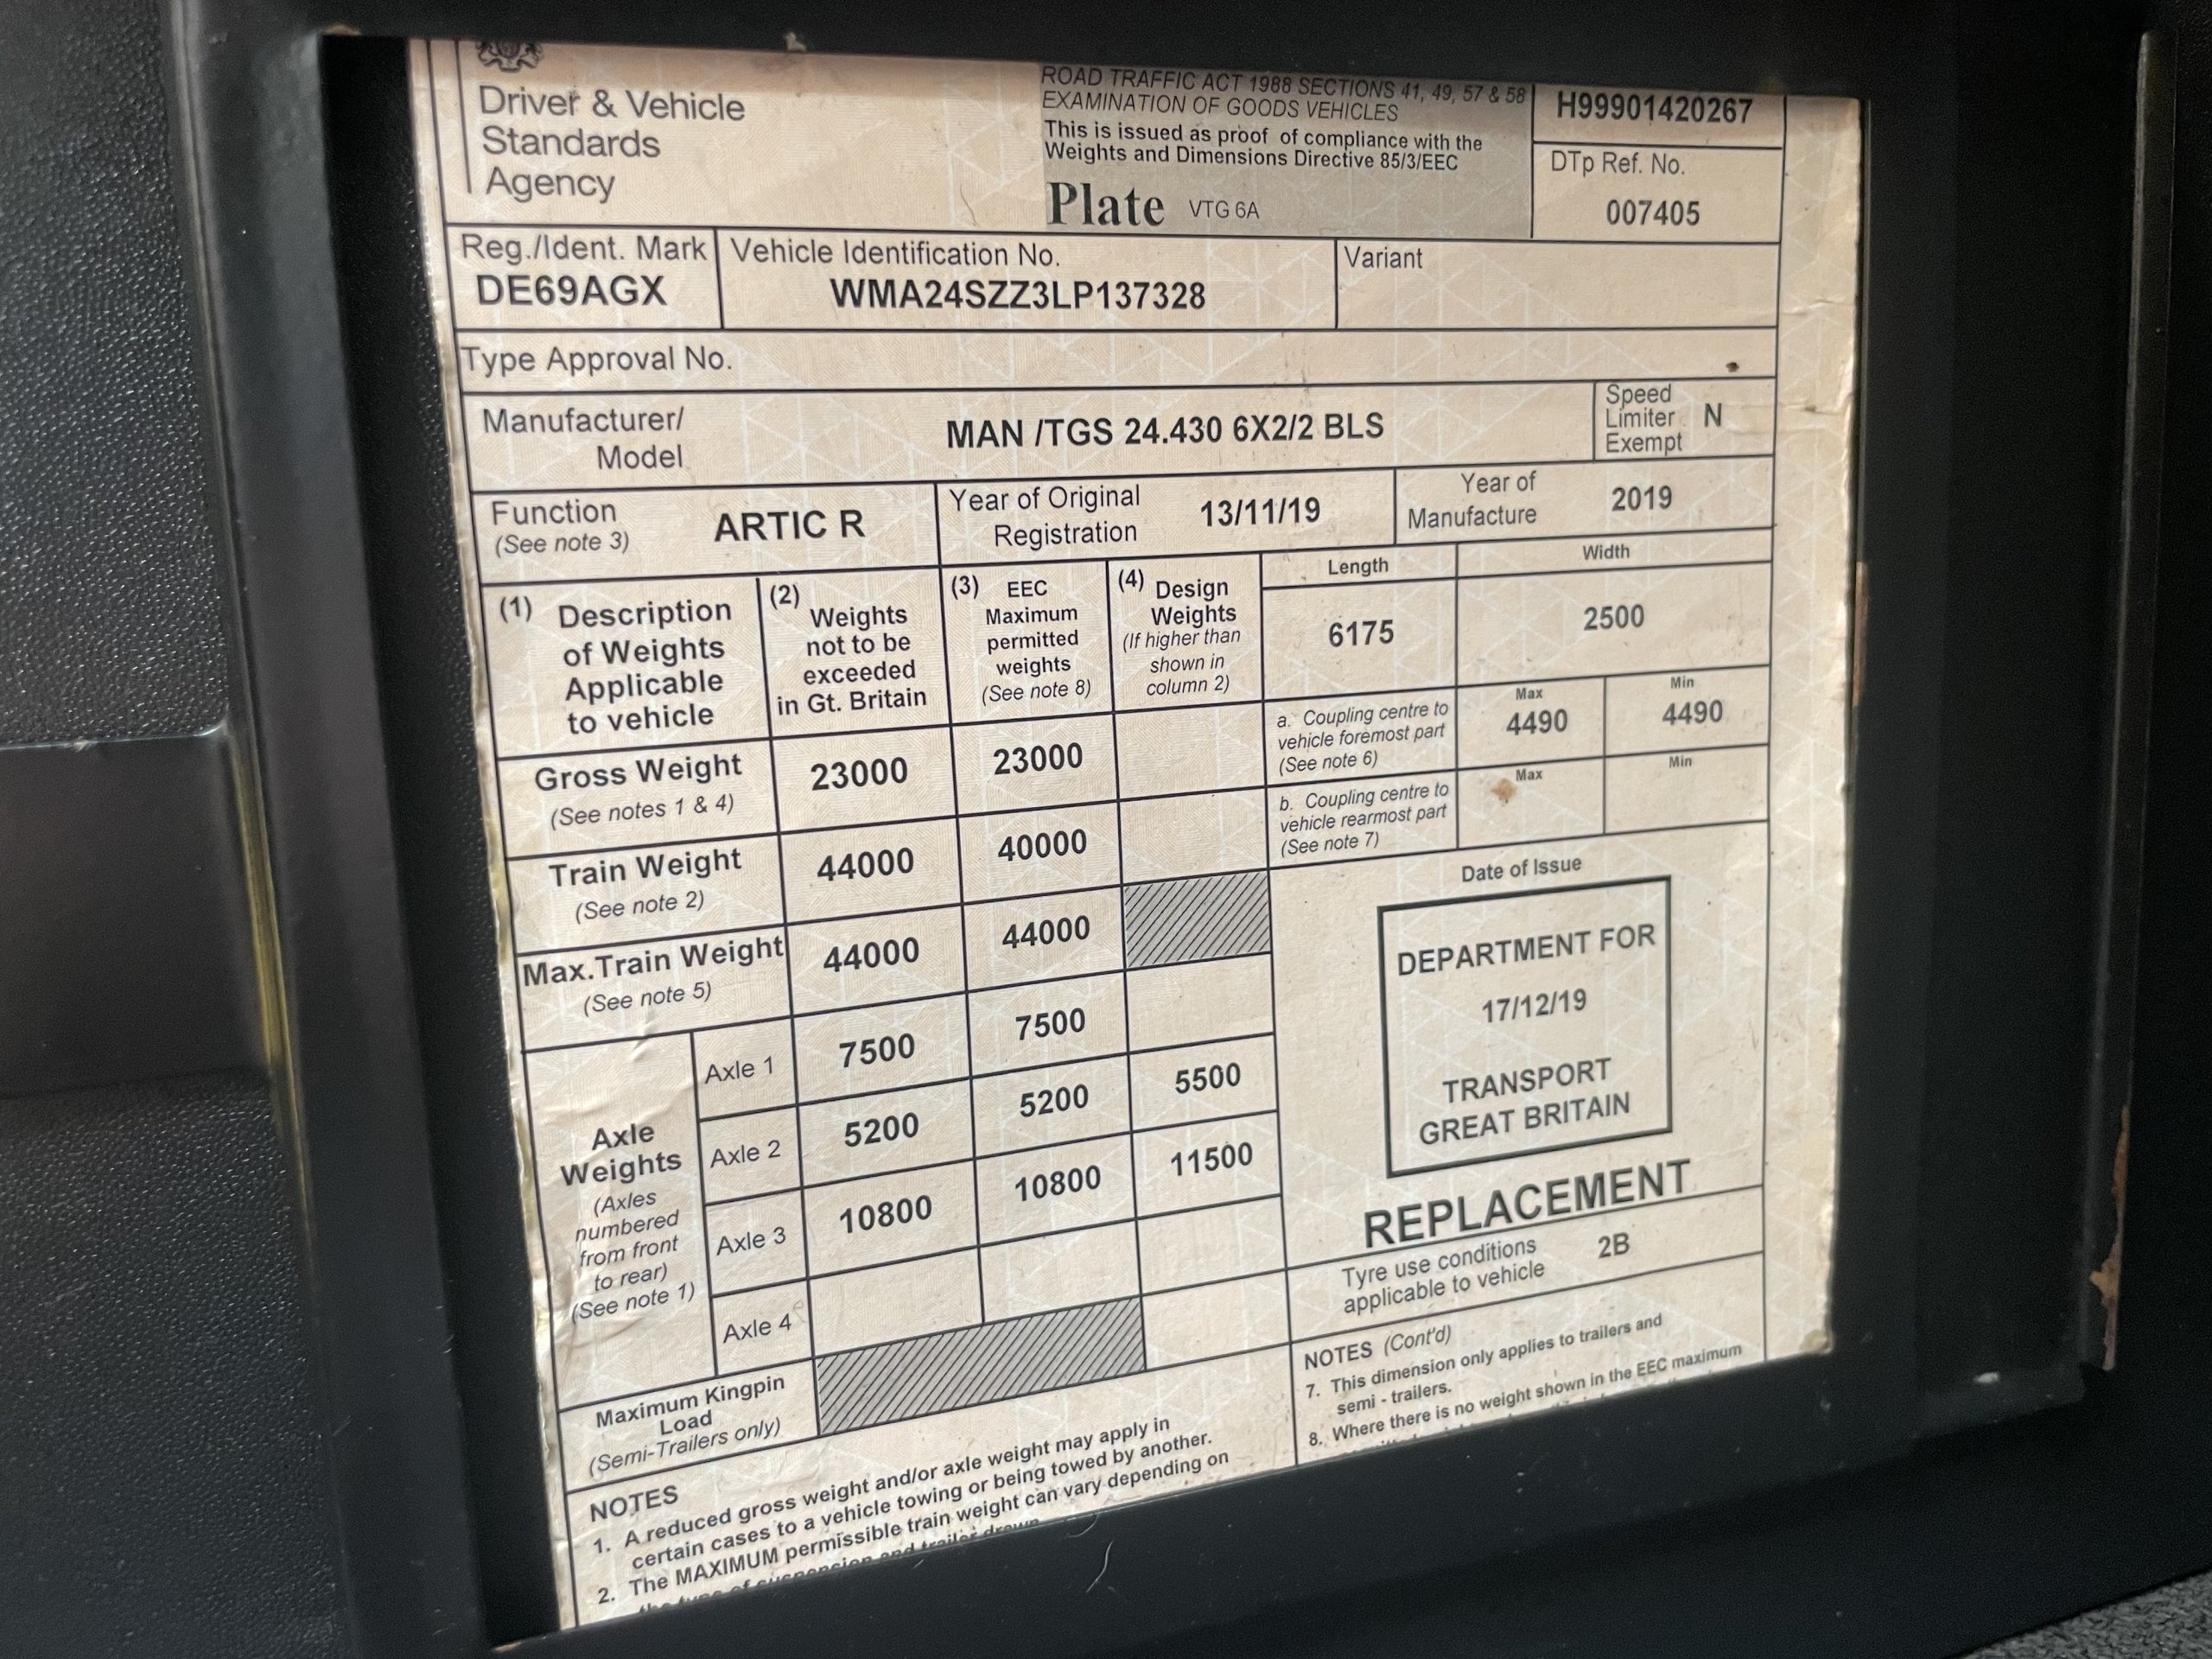 Driver & Vehicle
Standards
Agency
ROAD TRAFFIC ACT 1988 SECTIONS 41, 49, 57 & 58
EXAMINATION OF GOODS VEHICLES
This is issued as proof of compliance with the
Weights and Dimensions Directive 85/3/EEC
Plate VTG 6A
H99901420267
DTp Ref. No.
007405
Reg./Ident. Mark
DE69AGX
Vehicle Identification No.
WMA24SZZ3LP137328
Variant
Type Approval No.
Manufacturer/
Model
MAN /TGS 24.430 6X2/2 BLS
Speed
Limiter N
Exempt
Function
(See note 3)
ARTIC R
Year of Original
Registration
13/11/19
Year of
Manufacture
2019
(1) Description
of Weights
Applicable
to vehicle
(2)
Weights
not to be
exceeded
in Gt. Britain
(3) EEC
Maximum
permitted
weights
(See note 8)
(4) Design
Weights
(If higher than
shown in
column 2)
Length
6175
Width
2500
a. Coupling centre to
vehicle foremost part
(See note 6)
Max
4490
Min
4490
b. Coupling centre to
vehicle rearmost part
(See note 7)
Max
Min
Gross Weight
(See notes 1 & 4)
23000
23000
Train Weight
(See note 2)
44000
40000
Max.Train Weight
(See note 5)
44000
44000
Axle
Weights
(Axles
numbered
from front
to rear)
(See note 1)
Axle 1
7500
7500
Axle 2
5200
5200
5500
Axle 3
10800
10800
11500
Axle 4
Maximum Kingpin
Load
(Semi-Trailers only)
Date of Issue
DEPARTMENT FOR
17/12/19
TRANSPORT
GREAT BRITAIN
REPLACEMENT
Tyre use conditions
applicable to vehicle
2B
NOTES
1. A reduced gross weight and/or axle weight may apply in
certain cases to a vehicle towing or being towed by another.
2. The MAXIMUM permissible train weight can vary depending on
the type of suspension and trailer drawn
NOTES (Cont'd)
7. This dimension only applies to trailers and
semi - trailers.
8. Where there is no weight shown in the EEC maximum